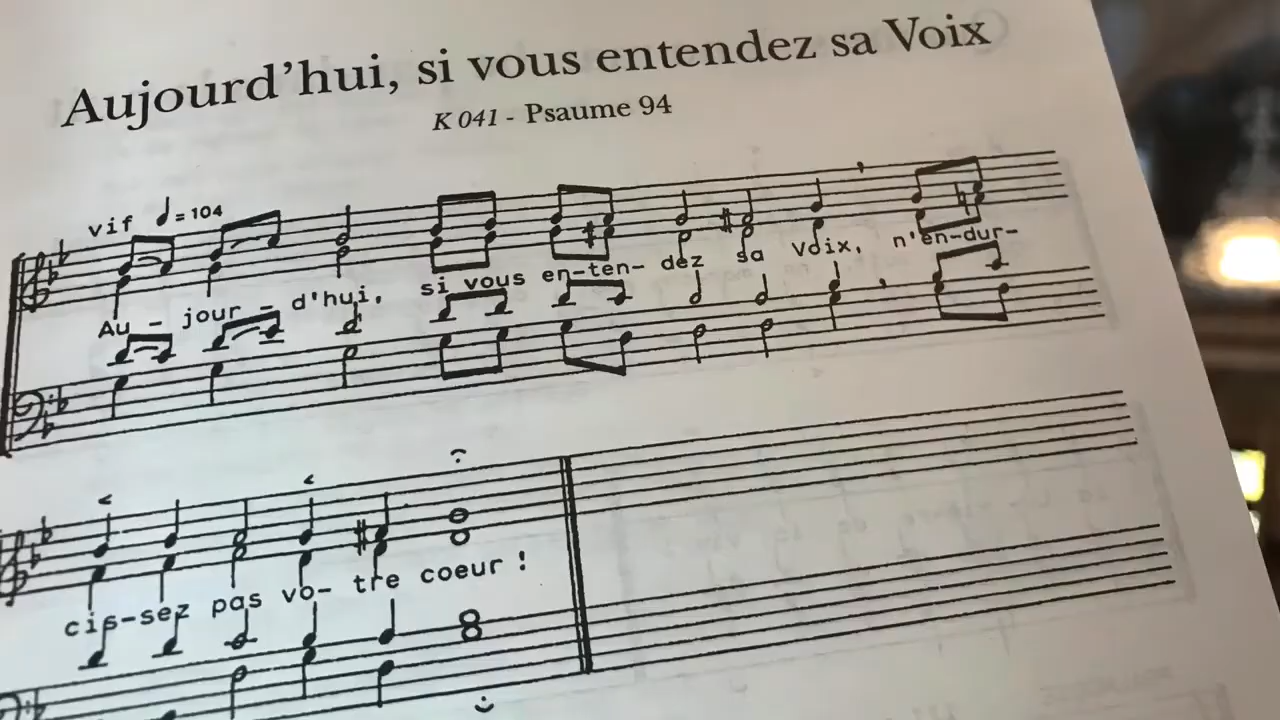 Aujourd'hui, si vous entendez sa Voix
K 041 - Psaume 94
vif = 104
Au - jour - d'hui, si vous en-ten- dez sa Voix, n'en-dur-
cis-sez pas vo- tre coeur !